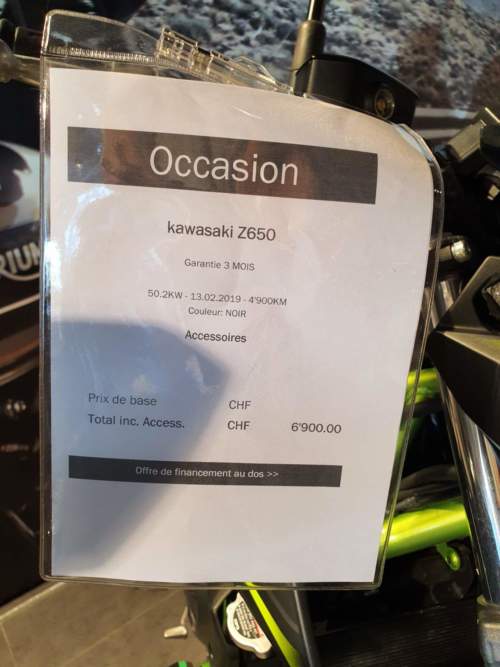 Occasion
kawasaki Z650
Garantie 3 MOIS
50.2KW - 13.02.2019 - 4'900KM
Couleur: NOIR
Accessoires
Prix de base CHF
Total inc. Access. CHF 6'900.00
Offre de financement au dos >>